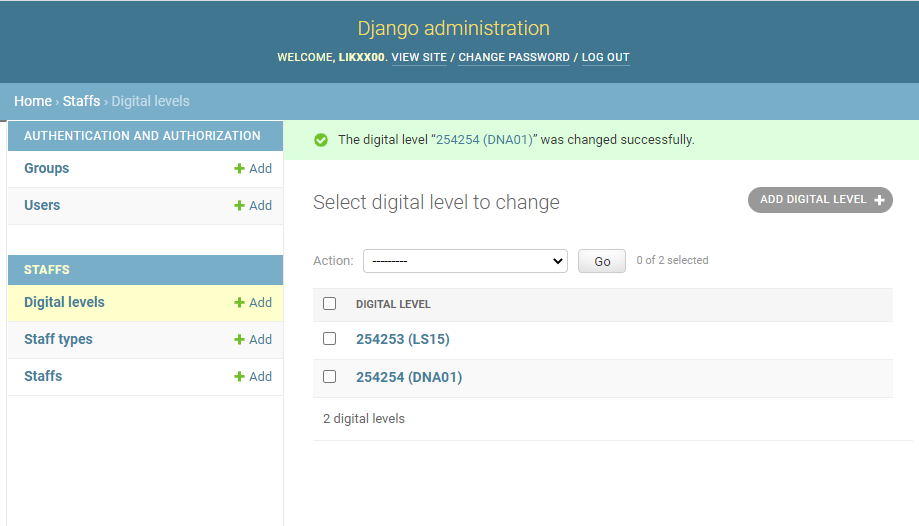 Django administration
WELCOME, LIKXX00. VIEW SITE / CHANGE PASSWORD / LOG OUT
Home › Staffs › Digital levels
AUTHENTICATION AND AUTHORIZATION
Groups + Add
Users + Add
STAFFS
Digital levels + Add
Staff types + Add
Staffs + Add
The digital level “254254 (DNA01)” was changed successfully.
Select digital level to change
ADD DIGITAL LEVEL +
Action: --------- Go 0 of 2 selected
DIGITAL LEVEL
254253 (LS15)
254254 (DNA01)
2 digital levels